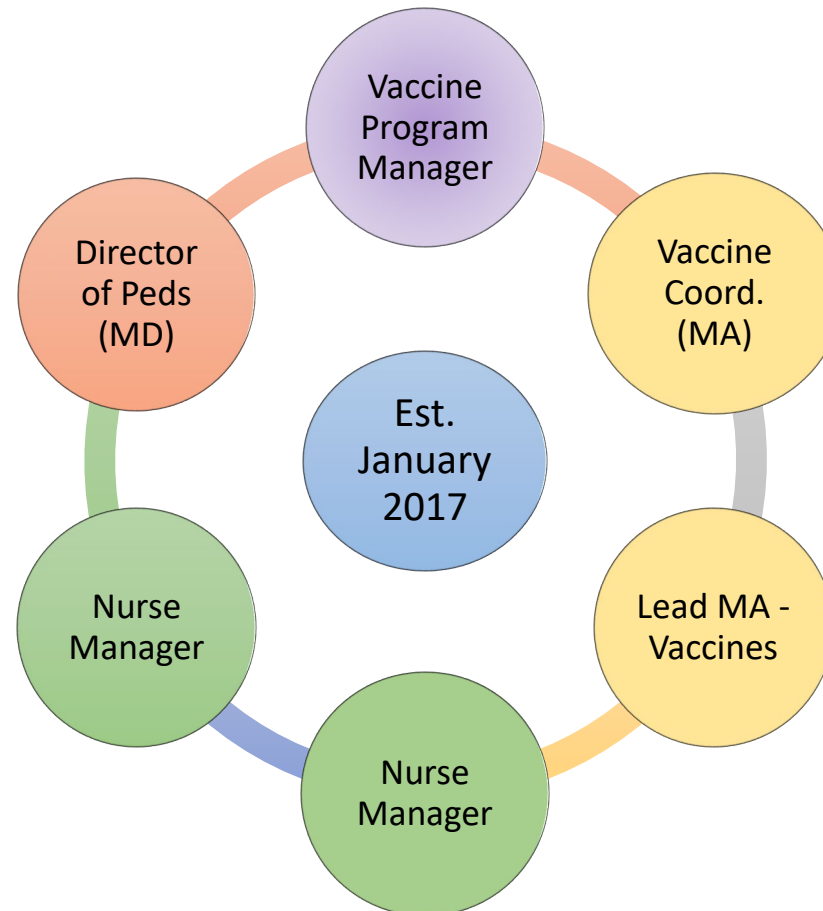 Vaccine
Program
Manager
Director
of Peds
(MD)
Vaccine
Coord.
(MA)
Est.
January
2017
Nurse
Manager
Lead MA -
Vaccines
Nurse
Manager